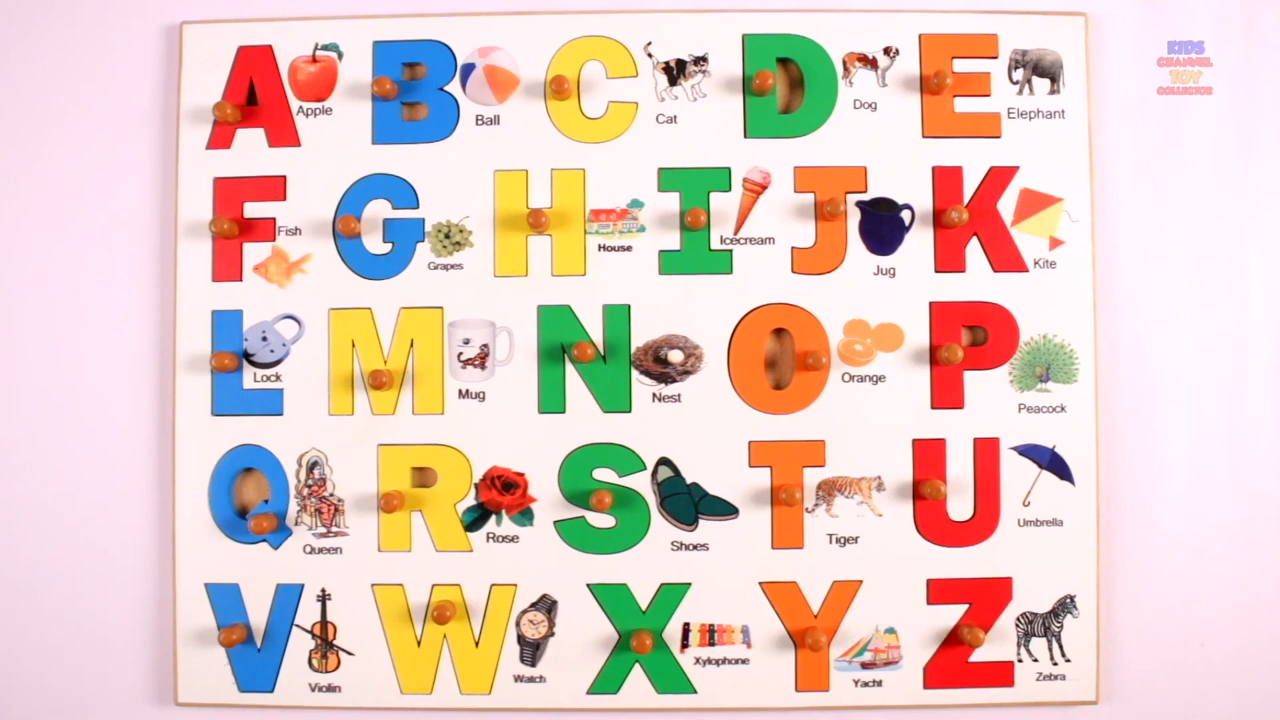 A Apple B Ball C Cat D Dog E Elephant
F Fish G Grapes H House I Icecream J Jug K Kite
L Lock M Mug N Nest O Orange P Peacock
Q Queen R Rose S Shoes T Tiger U Umbrella
V Violin W Watch X Xylophone Y Yacht Z Zebra
KIDS
CHANNEL
TOY
COLLECTOR